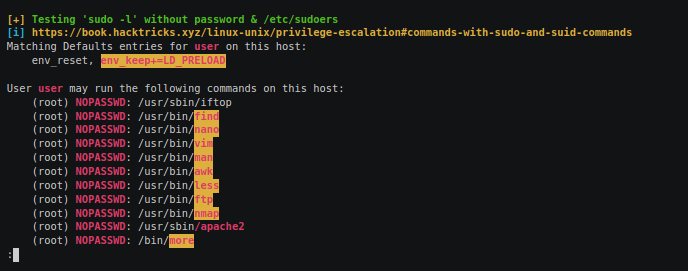 [+] Testing 'sudo -l' without password & /etc/sudoers
[i] https://book.hacktricks.xyz/linux-unix/privilege-escalation#commands-with-sudo-and-suid-commands
Matching Defaults entries for user on this host:
    env_reset, env_keep+=LD_PRELOAD

User user may run the following commands on this host:
    (root) NOPASSWD: /usr/sbin/iftop
    (root) NOPASSWD: /usr/bin/find
    (root) NOPASSWD: /usr/bin/nano
    (root) NOPASSWD: /usr/bin/vim
    (root) NOPASSWD: /usr/bin/man
    (root) NOPASSWD: /usr/bin/awk
    (root) NOPASSWD: /usr/bin/less
    (root) NOPASSWD: /usr/bin/ftp
    (root) NOPASSWD: /usr/bin/nmap
    (root) NOPASSWD: /usr/sbin/apache2
    (root) NOPASSWD: /bin/more
: